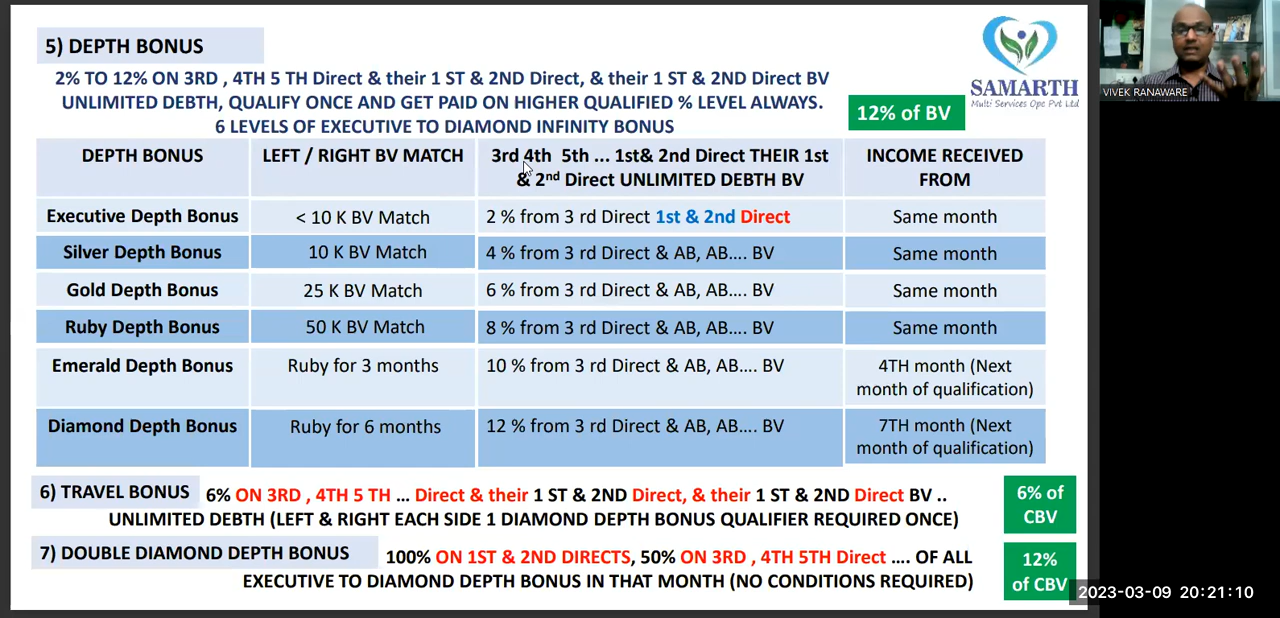 5) DEPTH BONUS
2% TO 12% ON 3RD , 4TH 5 TH Direct & their 1 ST & 2ND Direct, & their 1 ST & 2ND Direct BV
UNLIMITED DEBTH, QUALIFY ONCE AND GET PAID ON HIGHER QUALIFIED % LEVEL ALWAYS.
6 LEVELS OF EXECUTIVE TO DIAMOND INFINITY BONUS
12% of BV
SAMARTH
Multi Services Opc Pvt Ltd
VIVEK RANAWARE
DEPTH BONUS
LEFT / RIGHT BV MATCH
3rd 4th 5th ... 1st& 2nd Direct THEIR 1st
& 2nd Direct UNLIMITED DEBTH BV
INCOME RECEIVED
FROM
Executive Depth Bonus
< 10 K BV Match
2 % from 3 rd Direct 1st & 2nd Direct
Same month
Silver Depth Bonus
10 K BV Match
4 % from 3 rd Direct & AB, AB.... BV
Same month
Gold Depth Bonus
25 K BV Match
6 % from 3 rd Direct & AB, AB.... BV
Same month
Ruby Depth Bonus
50 K BV Match
8 % from 3 rd Direct & AB, AB.... BV
Same month
Emerald Depth Bonus
Ruby for 3 months
10 % from 3 rd Direct & AB, AB.... BV
4TH month (Next
month of qualification)
Diamond Depth Bonus
Ruby for 6 months
12 % from 3 rd Direct & AB, AB.... BV
7TH month (Next
month of qualification)
6) TRAVEL BONUS 6% ON 3RD , 4TH 5 TH ... Direct & their 1 ST & 2ND Direct, & their 1 ST & 2ND Direct BV ..
UNLIMITED DEBTH (LEFT & RIGHT EACH SIDE 1 DIAMOND DEPTH BONUS QUALIFIER REQUIRED ONCE)
6% of
CBV
7) DOUBLE DIAMOND DEPTH BONUS 100% ON 1ST & 2ND DIRECTS, 50% ON 3RD , 4TH 5TH Direct .... OF ALL
EXECUTIVE TO DIAMOND DEPTH BONUS IN THAT MONTH (NO CONDITIONS REQUIRED)
12%
of CBV
2023-03-09 20:21:10